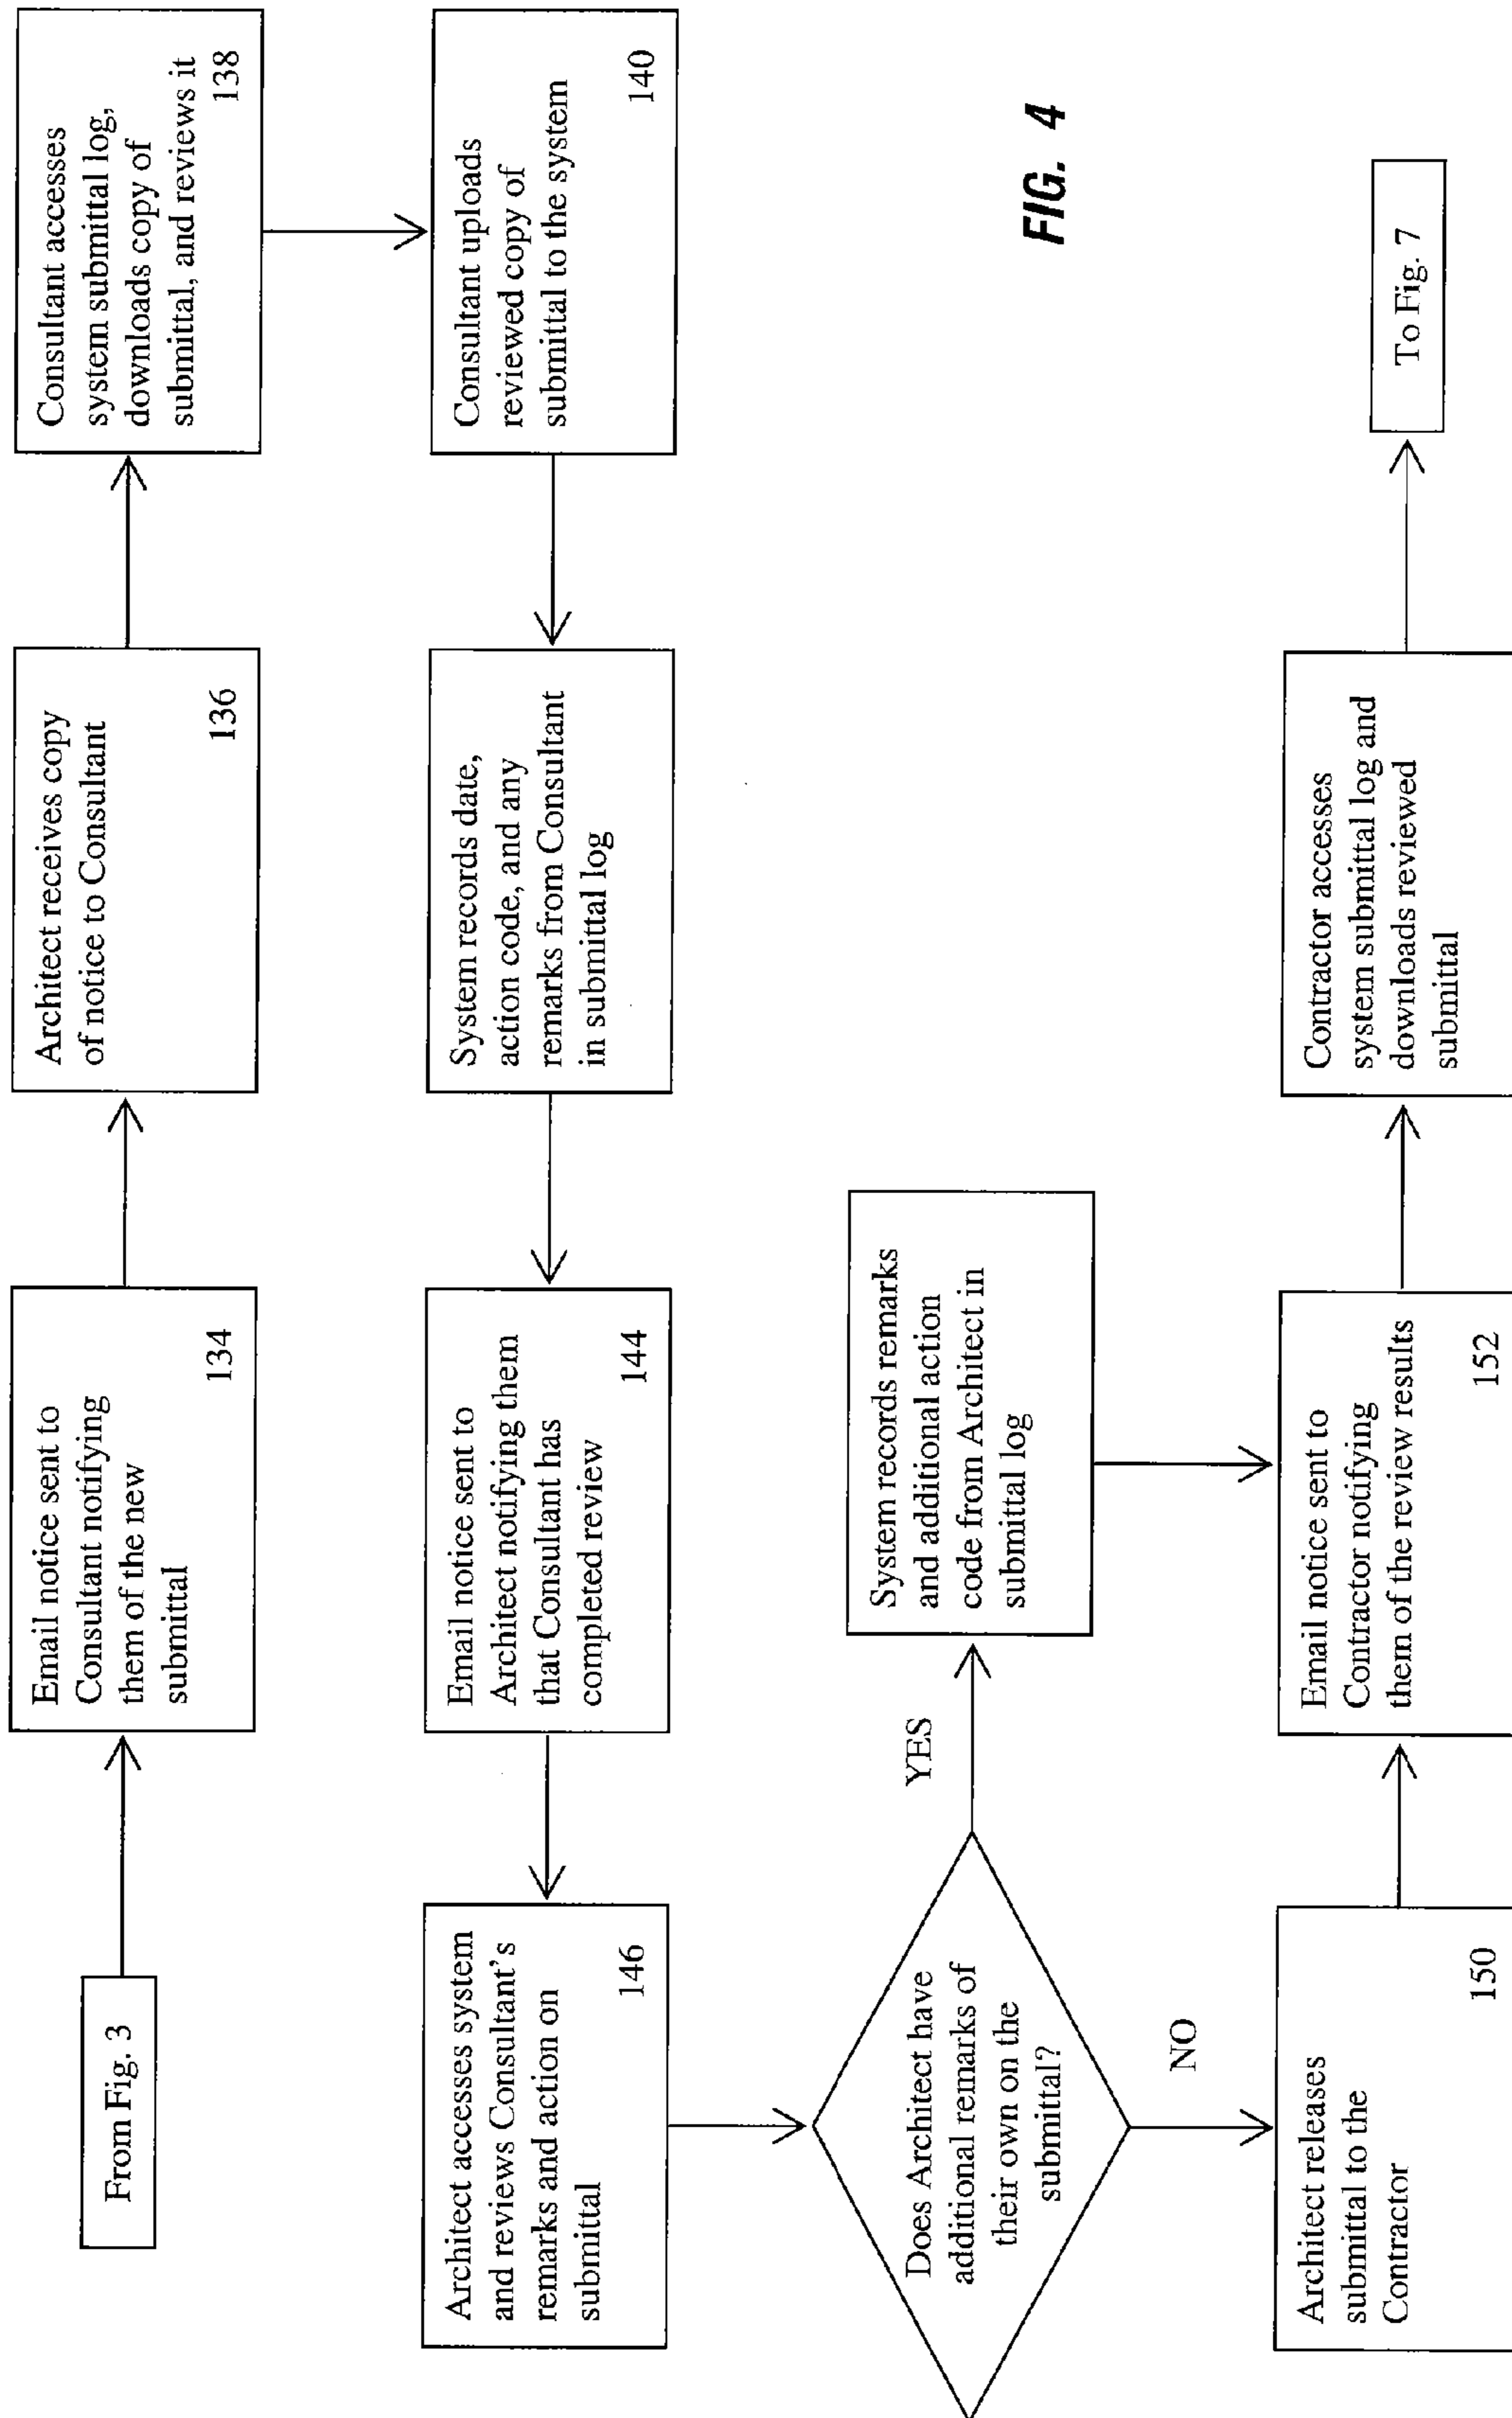 From Fig. 3
Email notice sent to
Consultant notifying
them of the new
submittal
134
Architect receives copy
of notice to Consultant
136
Consultant accesses
system submittal log,
downloads copy of
submittal, and reviews it
138
Consultant uploads
reviewed copy of
submittal to the system
140
System records date,
action code, and any
remarks from Consultant
in submittal log
Email notice sent to
Architect notifying them
that Consultant has
completed review
144
Architect accesses system
and reviews Consultant's
remarks and action on
submittal
146
Does Architect have
additional remarks of
their own on the
submittal?
YES
System records remarks
and additional action
code from Architect in
submittal log
NO
Architect releases
submittal to the
Contractor
150
Email notice sent to
Contractor notifying
them of the review results
152
Contractor accesses
system submittal log and
downloads reviewed
submittal
To Fig. 7
FIG. 4